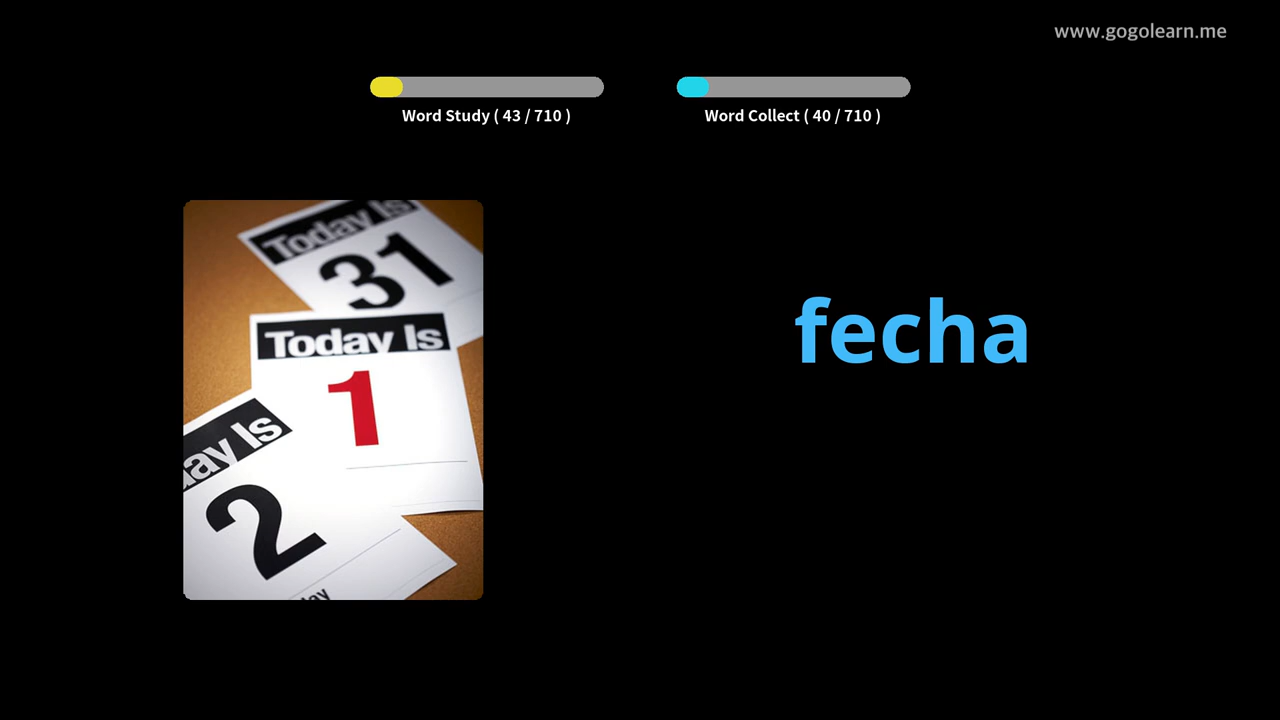 www.gogolearn.me
Word Study ( 43 / 710 )
Word Collect ( 40 / 710 )
Today Is
31
Today Is
1
ay Is
2
ay
fecha